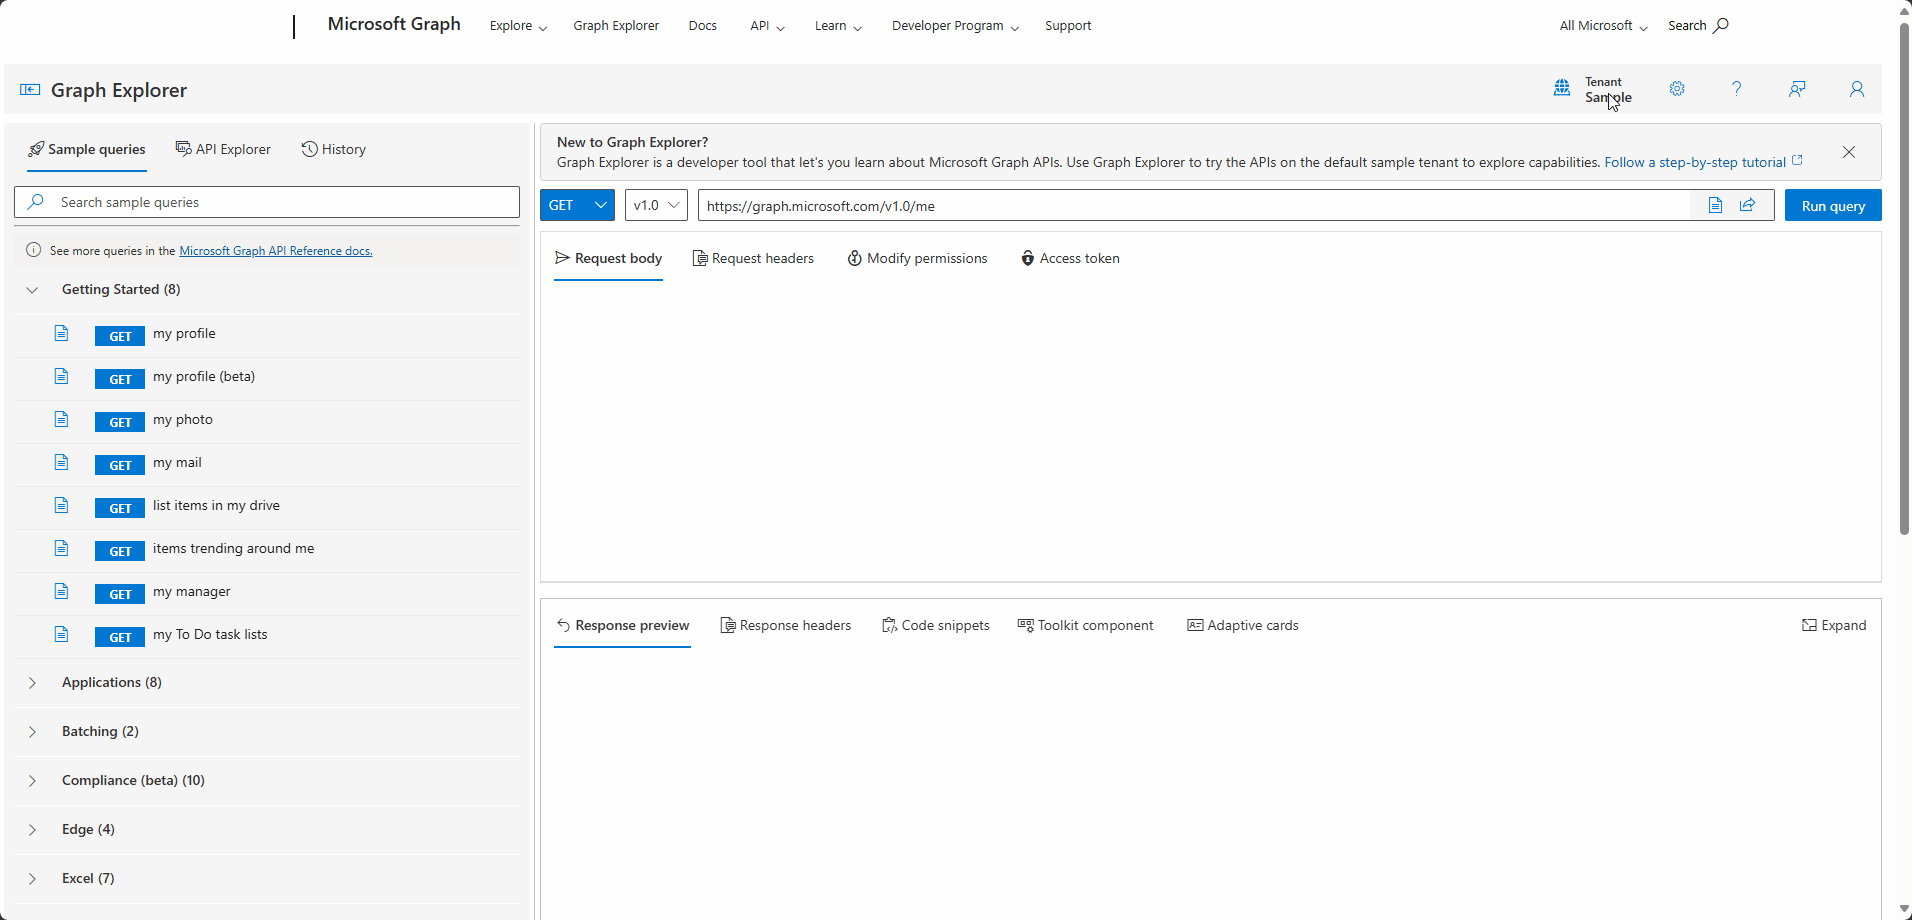 Microsoft Graph
Explore
Graph Explorer
Docs
API
Learn
Developer Program
Support
All Microsoft
Search
Graph Explorer
Tenant
Sample
?
Sample queries
API Explorer
History
Search sample queries
See more queries in the Microsoft Graph API Reference docs.
Getting Started (8)
GET my profile
GET my profile (beta)
GET my photo
GET my mail
GET list items in my drive
GET items trending around me
GET my manager
GET my To Do task lists
Applications (8)
Batching (2)
Compliance (beta) (10)
Edge (4)
Excel (7)
New to Graph Explorer?
Graph Explorer is a developer tool that let's you learn about Microsoft Graph APIs. Use Graph Explorer to try the APIs on the default sample tenant to explore capabilities. Follow a step-by-step tutorial
GET
v1.0
https://graph.microsoft.com/v1.0/me
Run query
Request body
Request headers
Modify permissions
Access token
Response preview
Response headers
Code snippets
Toolkit component
Adaptive cards
Expand